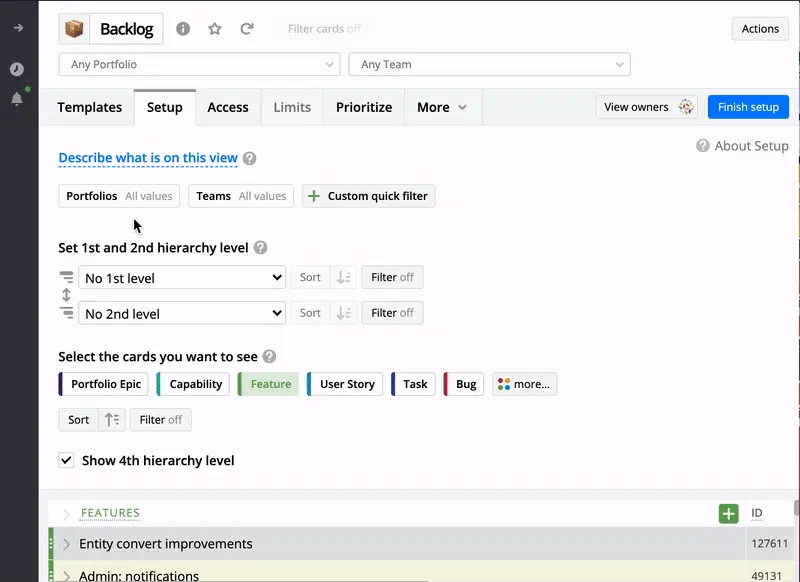 Backlog
Filter cards off
Actions
Any Portfolio
Any Team
Templates
Setup
Access
Limits
Prioritize
More
View owners
Finish setup
Describe what is on this view
About Setup
Portfolios All values
Teams All values
Custom quick filter
Set 1st and 2nd hierarchy level
No 1st level
Sort
Filter off
No 2nd level
Sort
Filter off
Select the cards you want to see
Portfolio Epic
Capability
Feature
User Story
Task
Bug
more...
Sort
Filter off
Show 4th hierarchy level
FEATURES
ID
Entity convert improvements
127611
Admin: notifications
49131